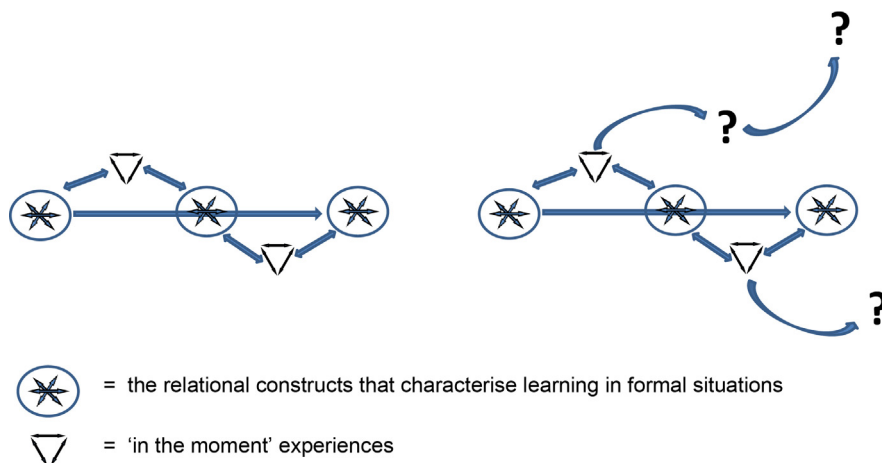 ?
?
?
= the relational constructs that characterise learning in formal situations
= ‘in the moment’ experiences